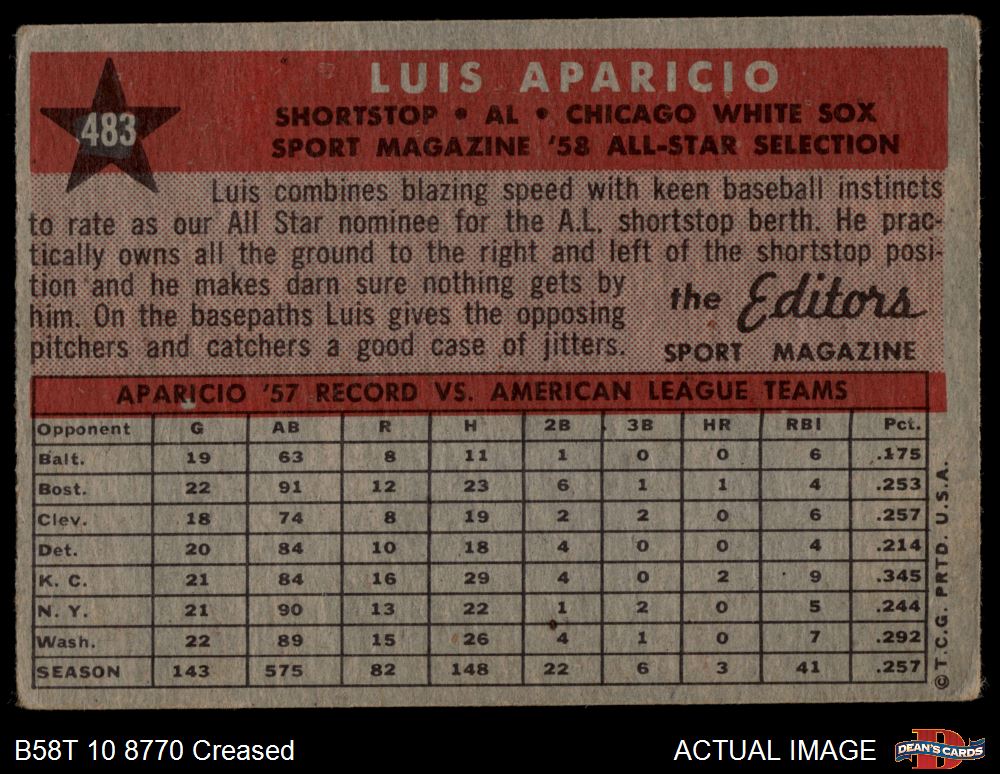 LUIS APARICIO
483
SHORTSTOP • AL • CHICAGO WHITE SOX
SPORT MAGAZINE '58 ALL-STAR SELECTION
Luis combines blazing speed with keen baseball instincts
to rate as our All Star nominee for the A.L. shortstop berth. He prac-
tically owns all the ground to the right and left of the shortstop posi-
tion and he makes darn sure nothing gets by
him. On the basepaths Luis gives the opposing
pitchers and catchers a good case of jitters.
the Editors
SPORT MAGAZINE
APARICIO '57 RECORD VS. AMERICAN LEAGUE TEAMS
Opponent G AB R H 2B 3B HR RBI Pct.
Balt. 19 63 8 11 1 0 0 6 .175
Bost. 22 91 12 23 6 1 1 4 .253
Clev. 18 74 8 19 2 2 0 6 .257
Det. 20 84 10 18 4 0 0 4 .214
K. C. 21 84 16 29 4 0 2 9 .345
N. Y. 21 90 13 22 1 2 0 5 .244
Wash. 22 89 15 26 4 1 0 7 .292
SEASON 143 575 82 148 22 6 3 41 .257
©T.C.G. PRTD. U.S.A.
B58T 10 8770 Creased
ACTUAL IMAGE
D
DEAN'S CARDS